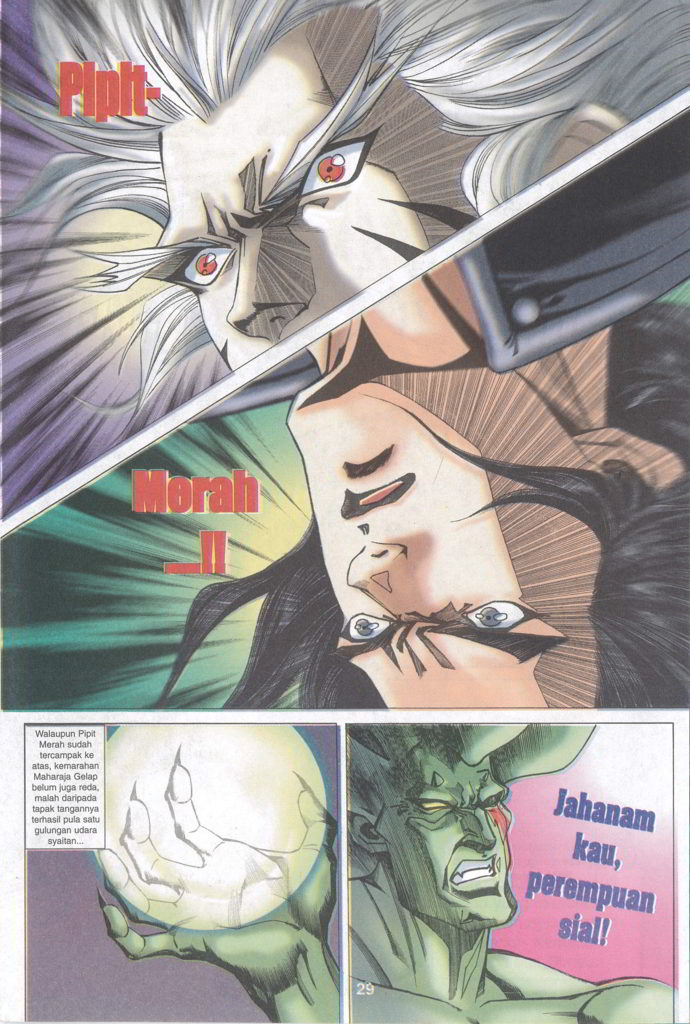 Pipit-
Merah
...!!
Walaupun Pipit
Merah sudah
tercampak ke
atas, kemarahan
Maharaja Gelap
belum juga reda,
malah daripada
tapak tangannya
terhasil pula satu
gulungan udara
syaitan...
Jahanam
kau,
perempuan
sial!
29